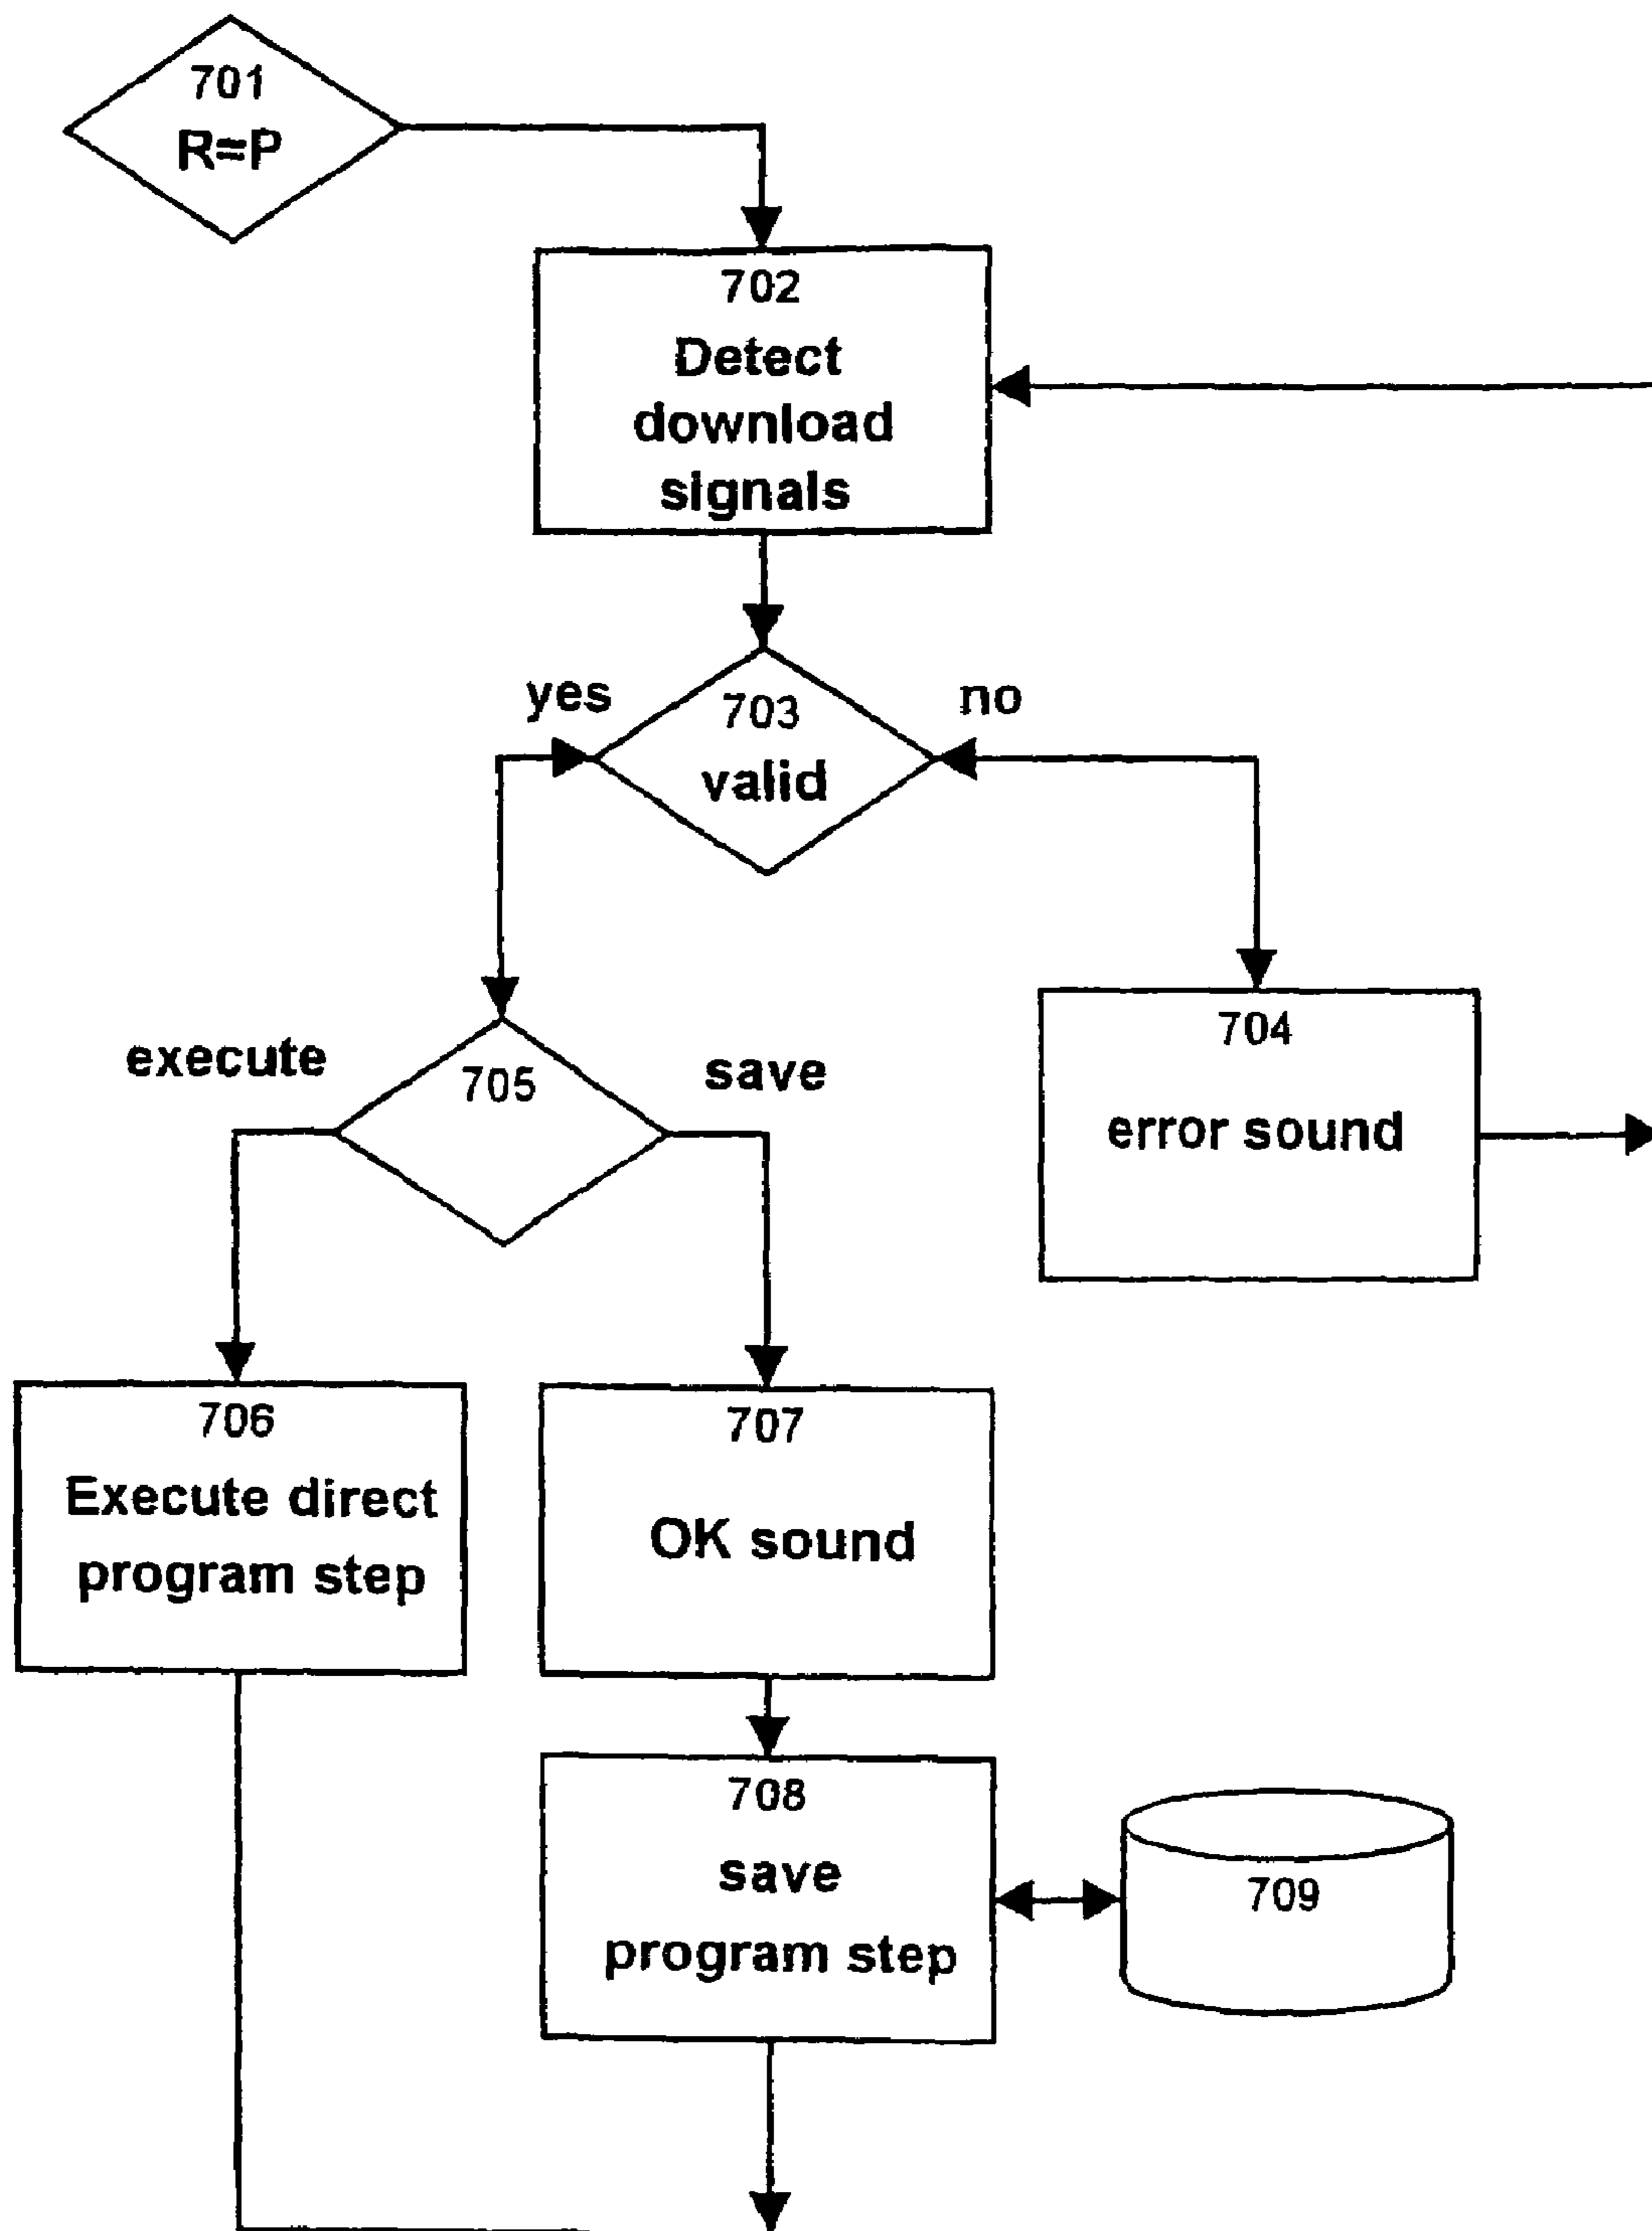 701
R=P
702
Detect
download
signals
yes
no
703
valid
704
error sound
execute
save
705
706
Execute direct
program step
707
OK sound
708
save
program step
709